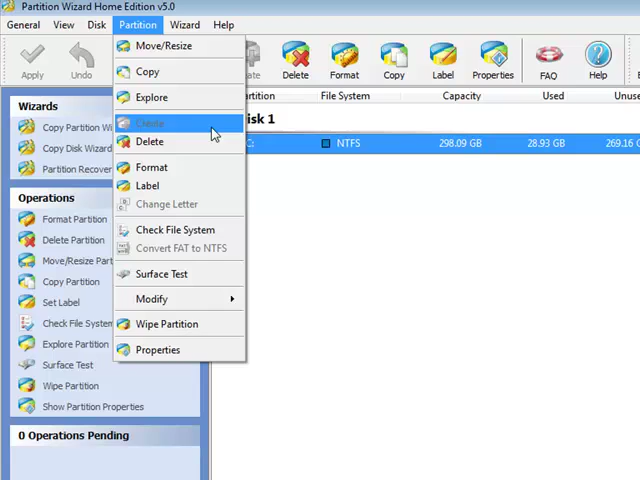 Partition Wizard Home Edition v5.0
General View Disk Partition Wizard Help
Apply Undo Delete Format Copy Label Properties FAQ Help
Move/Resize
Copy
Explore
Create
Delete
Format
Label
Change Letter
Check File System
Convert FAT to NTFS
Surface Test
Modify
Wipe Partition
Properties
Wizards
Copy Partition Wi
Copy Disk Wizard
Partition Recover
Operations
Format Partition
Delete Partition
Move/Resize Part
Copy Partition
Set Label
Check File System
Explore Partition
Surface Test
Wipe Partition
Show Partition Properties
0 Operations Pending
tition File System Capacity Used Unuse
isk 1
C: NTFS 298.09 GB 28.93 GB 269.16 G